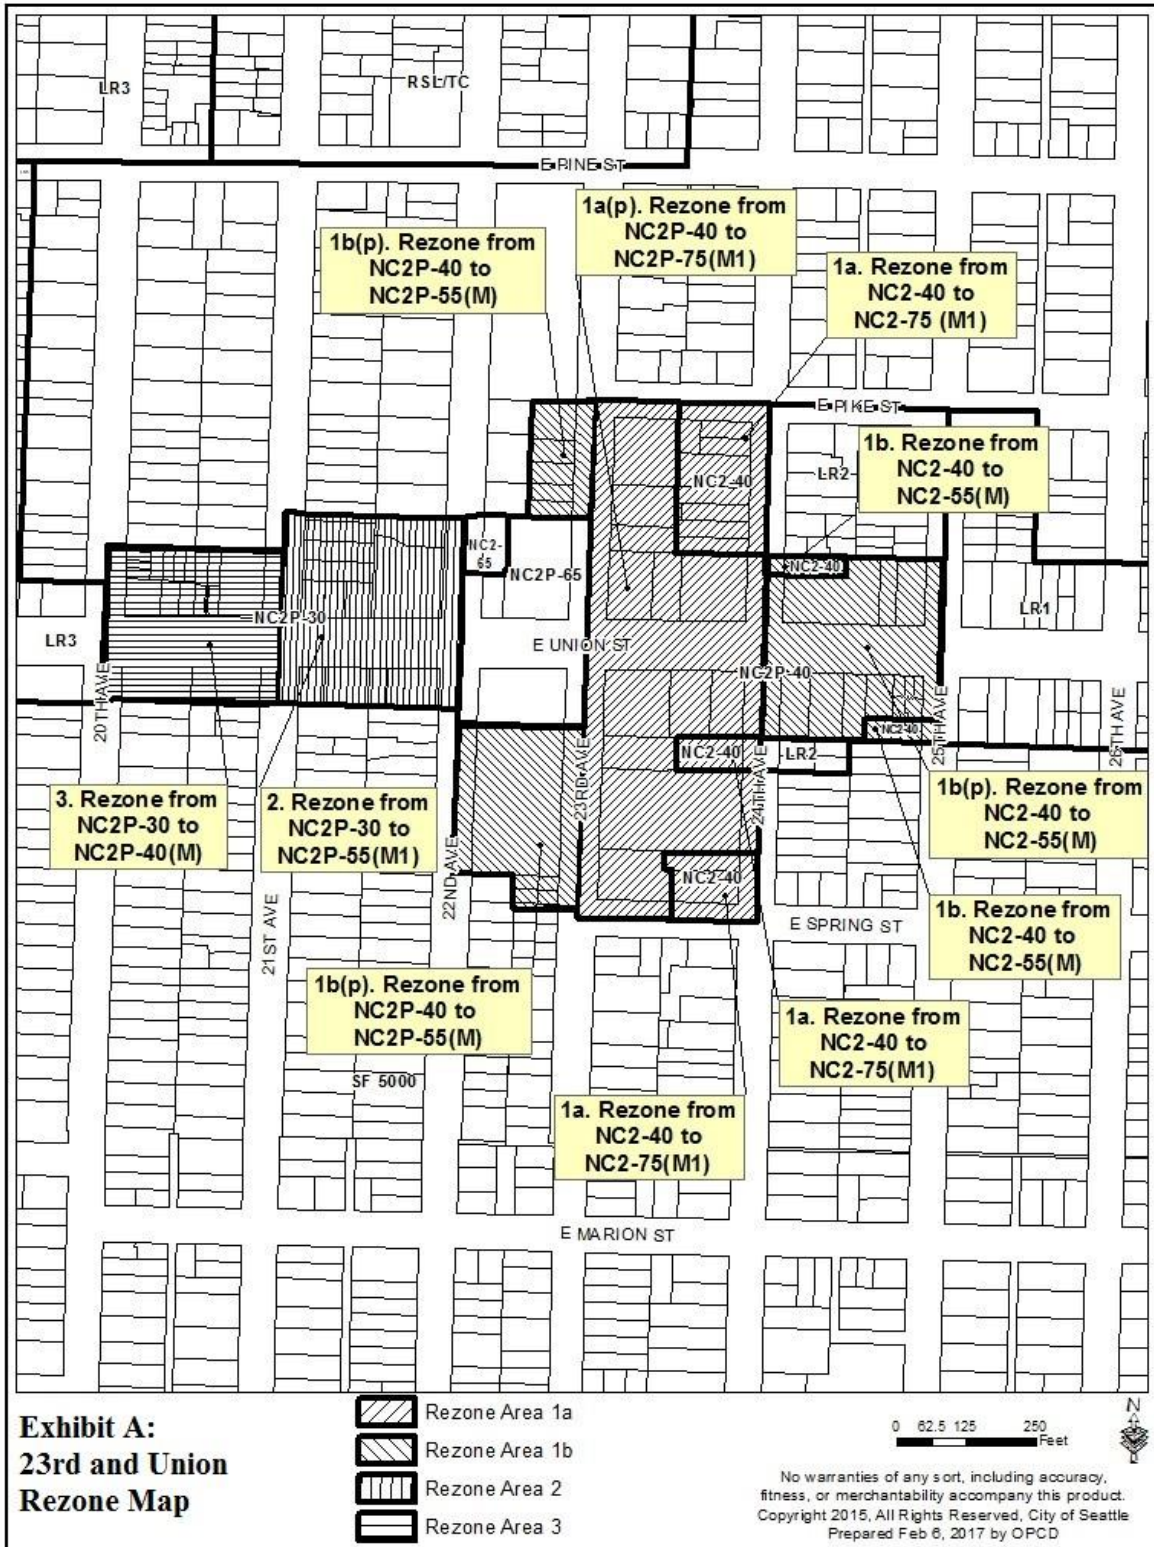 LR3
RSL/TC
E PINE ST
1a(p). Rezone from
NC2P-40 to
NC2P-75(M1)
1b(p). Rezone from
NC2P-40 to
NC2P-55(M)
1a. Rezone from
NC2-40 to
NC2-75 (M1)
E PIKE ST
1b. Rezone from
NC2-40 to
NC2-55(M)
LR2
NC2-40
NC2-
65
NC2P-65
NC2-40
NC2P-30
LR1
LR3
E UNION ST
NC2P-40
20TH AVE
25TH AVE
26TH AVE
NC2-40
NC2-40
LR2
23RD AVE
24TH AVE
3. Rezone from
NC2P-30 to
NC2P-40(M)
2. Rezone from
NC2P-30 to
NC2P-55(M1)
1b(p). Rezone from
NC2-40 to
NC2-55(M)
22ND AVE
NC2-40
21ST AVE
E SPRING ST
1b. Rezone from
NC2-40 to
NC2-55(M)
1b(p). Rezone from
NC2P-40 to
NC2P-55(M)
1a. Rezone from
NC2-40 to
NC2-75(M1)
SF 5000
1a. Rezone from
NC2-40 to
NC2-75(M1)
E MARION ST
Exhibit A:
23rd and Union
Rezone Map
Rezone Area 1a
Rezone Area 1b
Rezone Area 2
Rezone Area 3
0 62.5 125 250
Feet
N
No warranties of any sort, including accuracy,
fitness, or merchantability accompany this product.
Copyright 2015, All Rights Reserved, City of Seattle
Prepared Feb 6, 2017 by OPCD